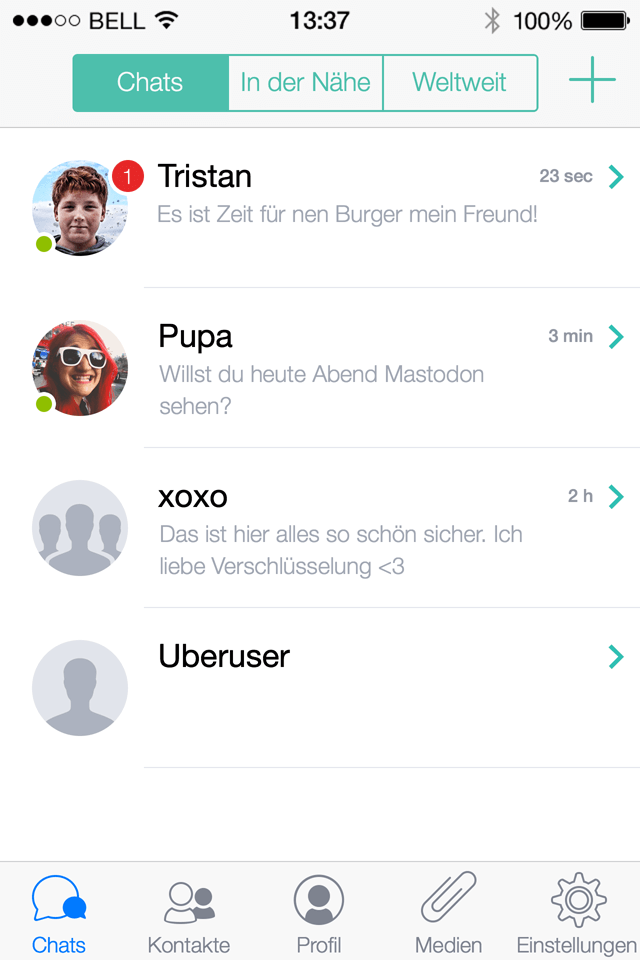 BELL 13:37 100%
Chats In der Nähe Weltweit
1 Tristan 23 sec
Es ist Zeit für nen Burger mein Freund!
Pupa 3 min
Willst du heute Abend Mastodon
sehen?
xoxo 2 h
Das ist hier alles so schön sicher. Ich
liebe Verschlüsselung <3
Uberuser
Chats Kontakte Profil Medien Einstellungen